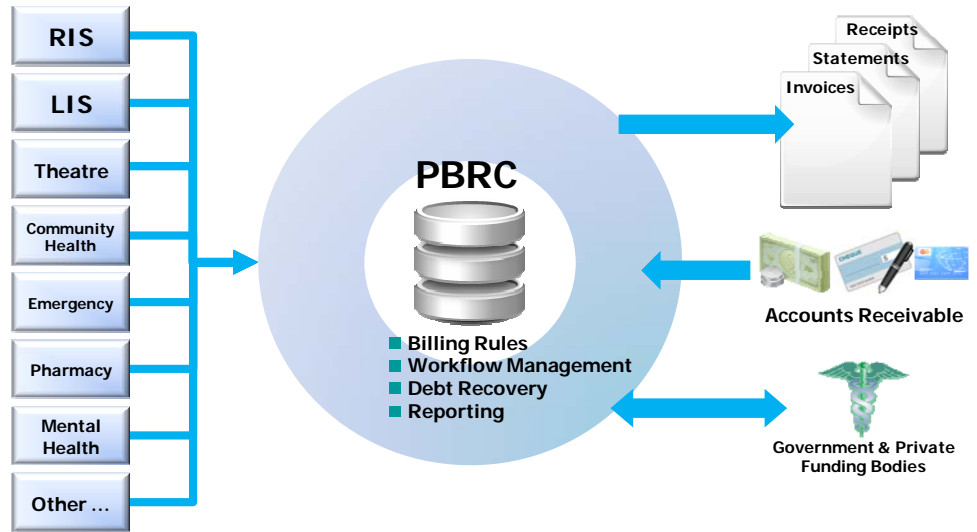 RIS
LIS
Theatre
Community
Health
Emergency
Pharmacy
Mental
Health
Other ...
PBRC
Billing Rules
Workflow Management
Debt Recovery
Reporting
Receipts
Statements
Invoices
CHEQUE
Accounts Receivable
Government & Private
Funding Bodies